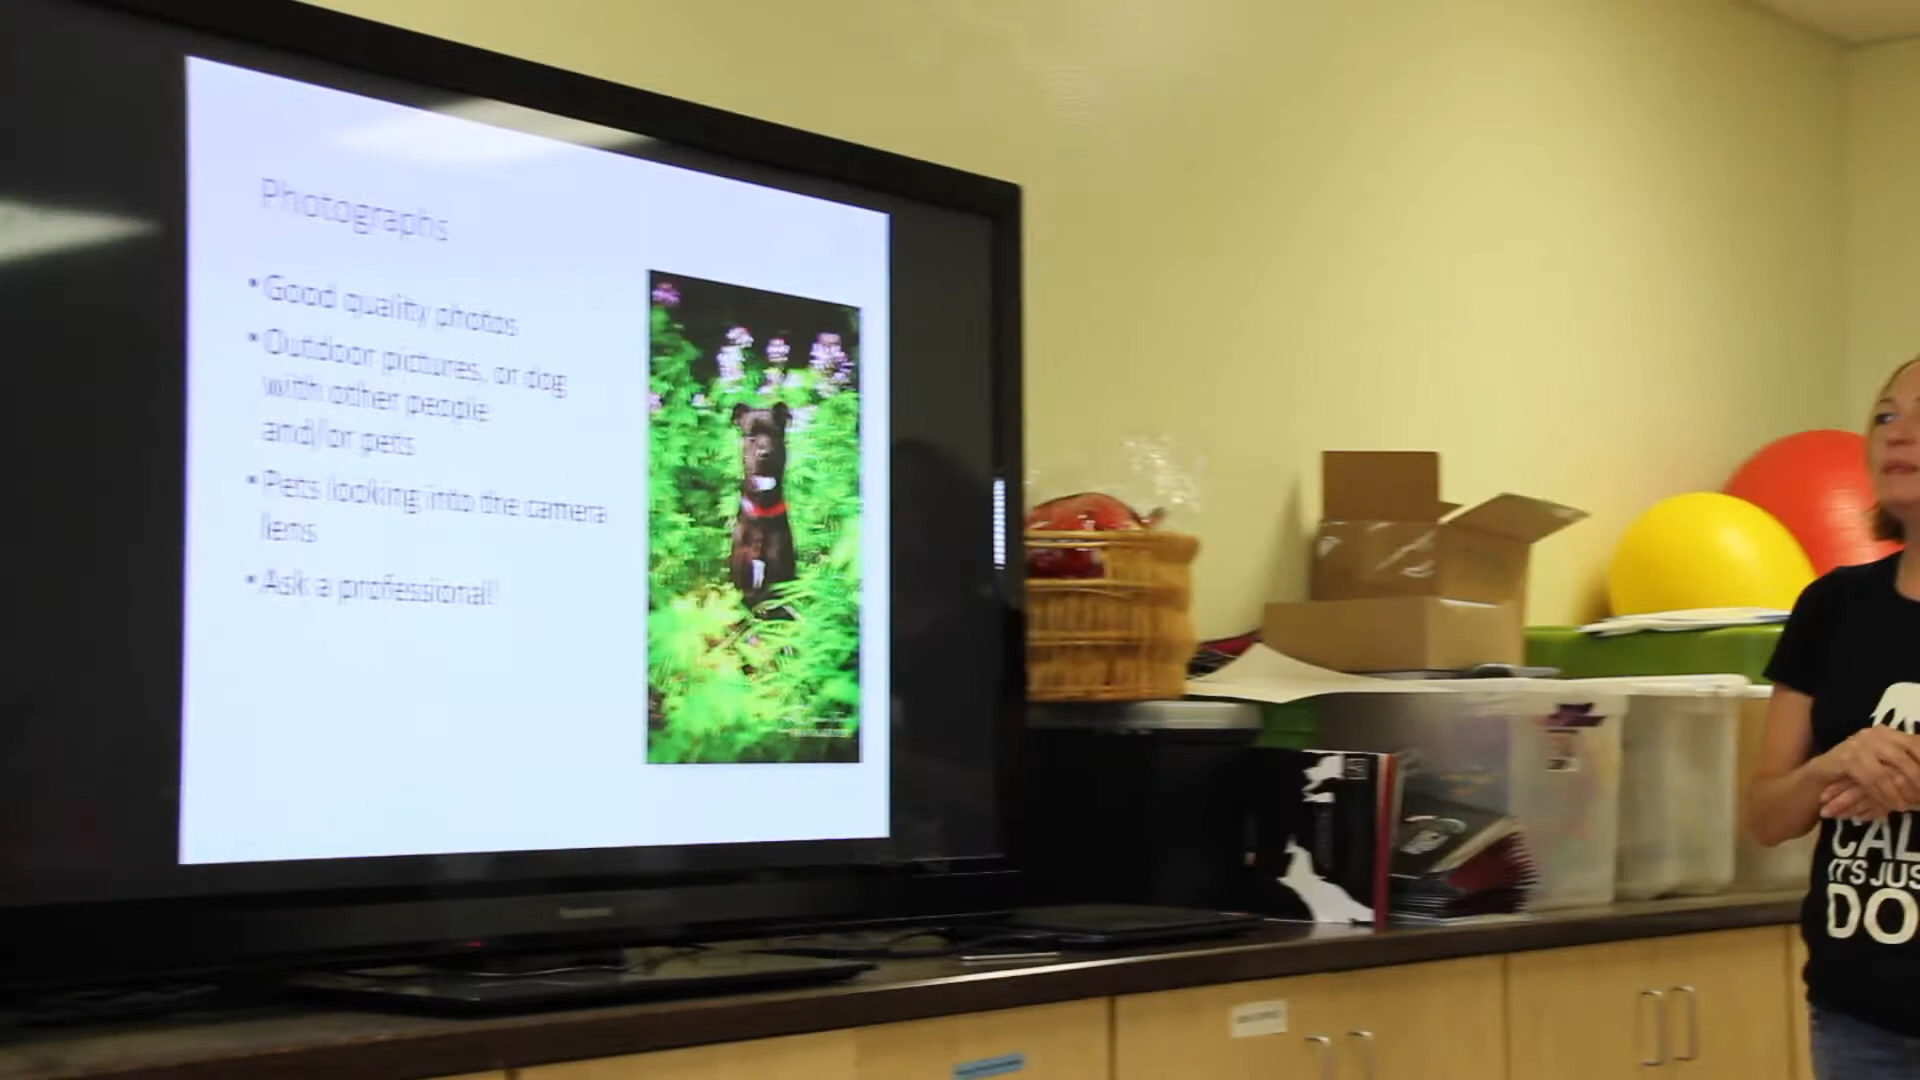 Photographs
•Good quality photos
•Outdoor pictures, or dog
with other people
and/or pets
•Pets looking into the camera
lens
•Ask a professional!
Panasonic
CAL
IT'S JUS
DO